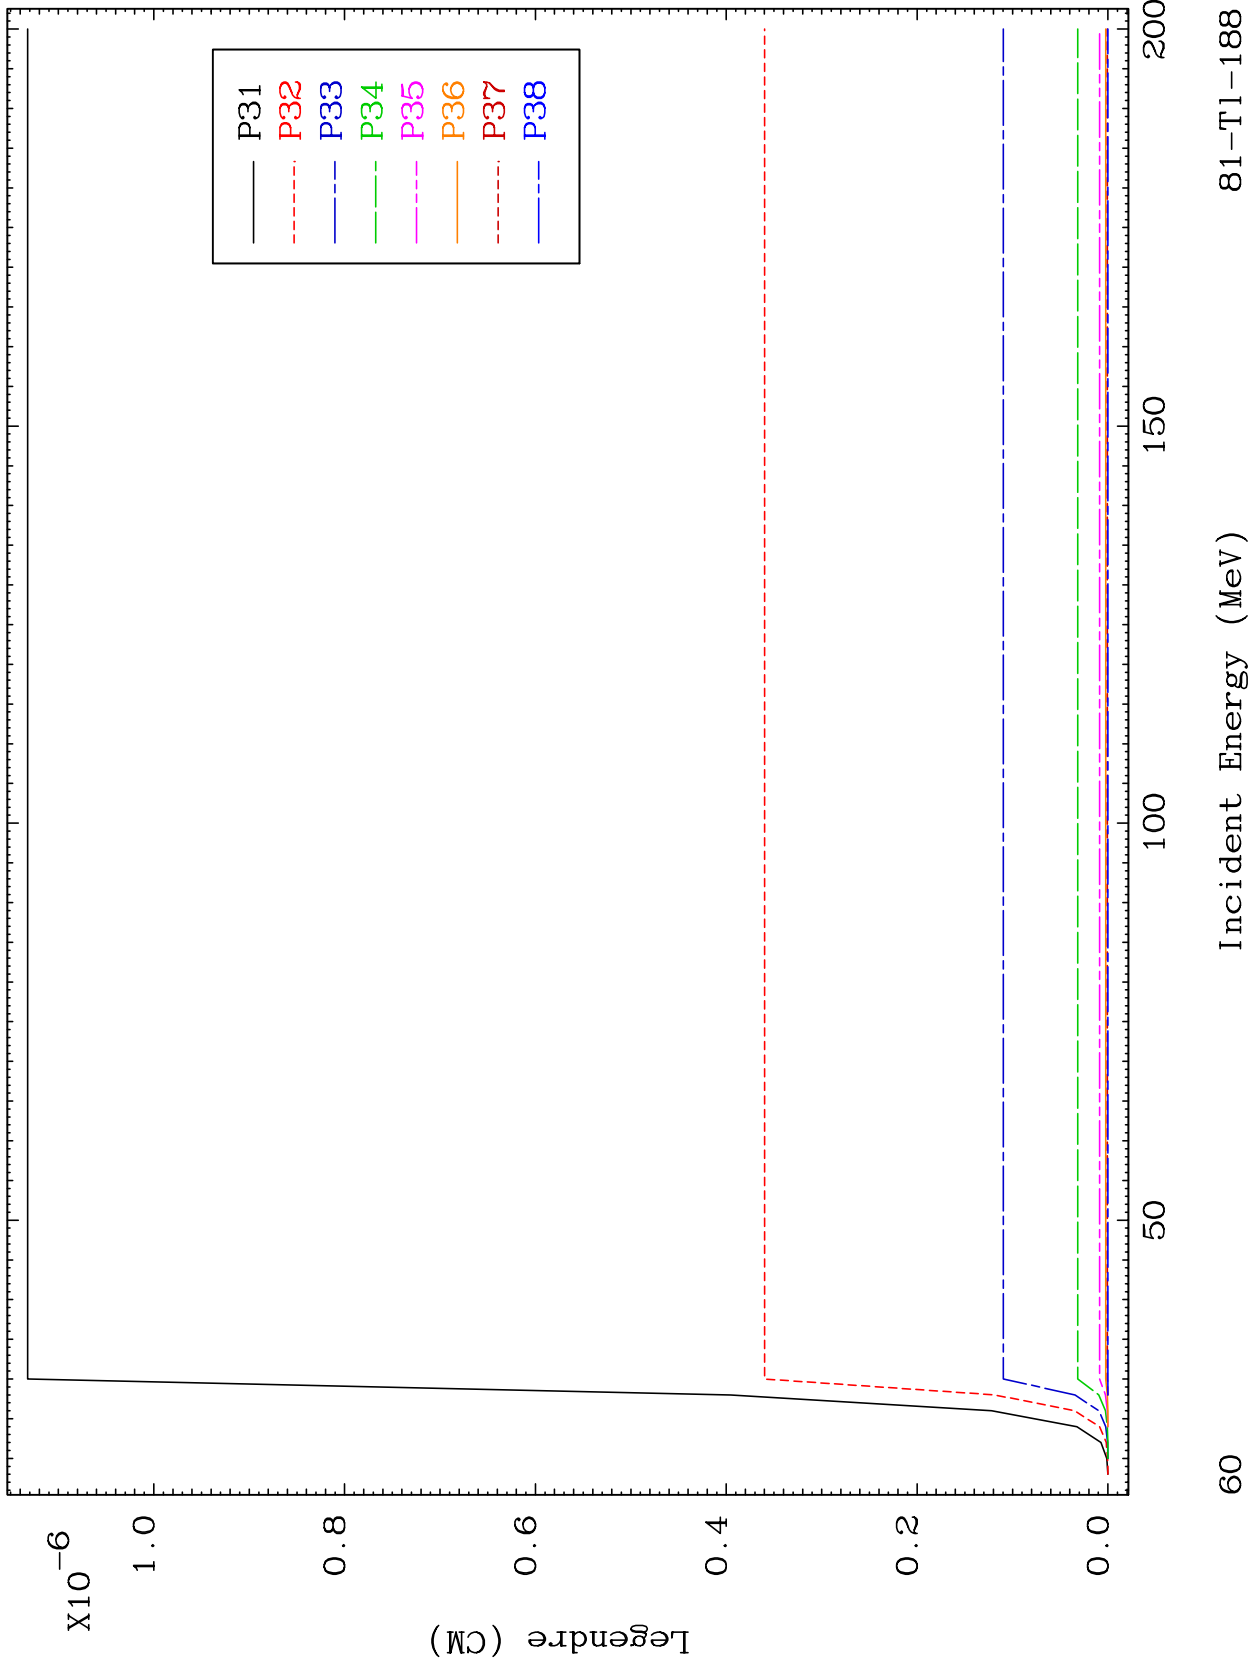 X10⁻⁶
1.0
0.8
0.6
0.4
0.2
0.0
Legendre (CM)
P31
P32
P33
P34
P35
P36
P37
P38
50
100
150
200
60
Incident Energy (MeV)
81-Tl-188